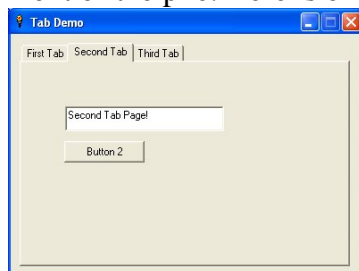 Tab Demo
First Tab Second Tab Third Tab
Second Tab Page!
Button 2